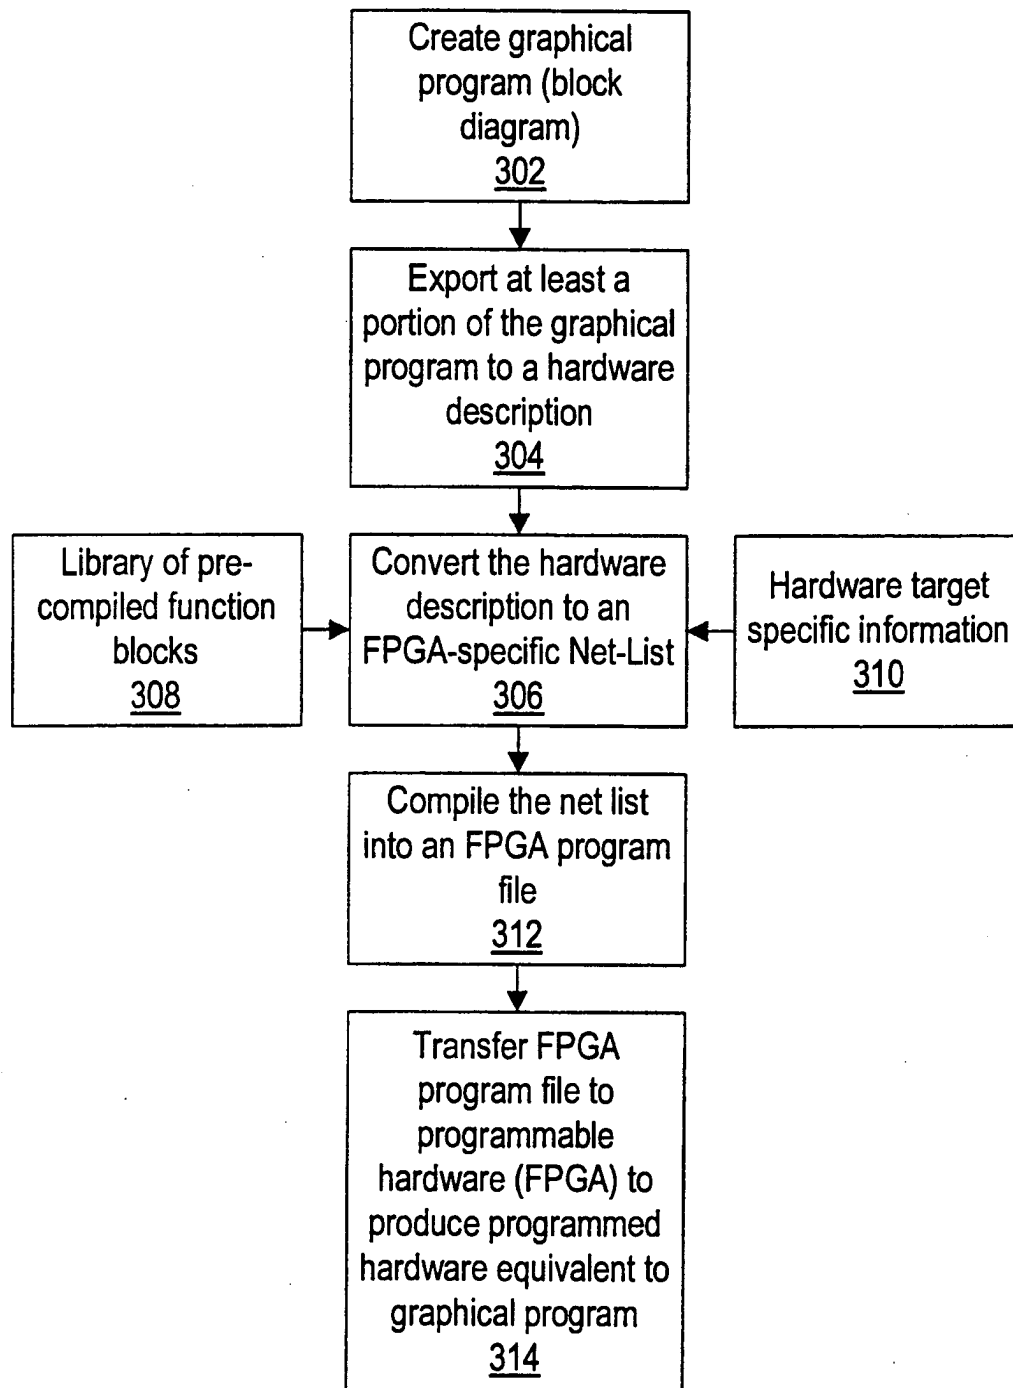 Create graphical
program (block
diagram)
302
Export at least a
portion of the graphical
program to a hardware
description
304
Library of pre-
compiled function
blocks
308
Convert the hardware
description to an
FPGA-specific Net-List
306
Hardware target
specific information
310
Compile the net list
into an FPGA program
file
312
Transfer FPGA
program file to
programmable
hardware (FPGA) to
produce programmed
hardware equivalent to
graphical program
314